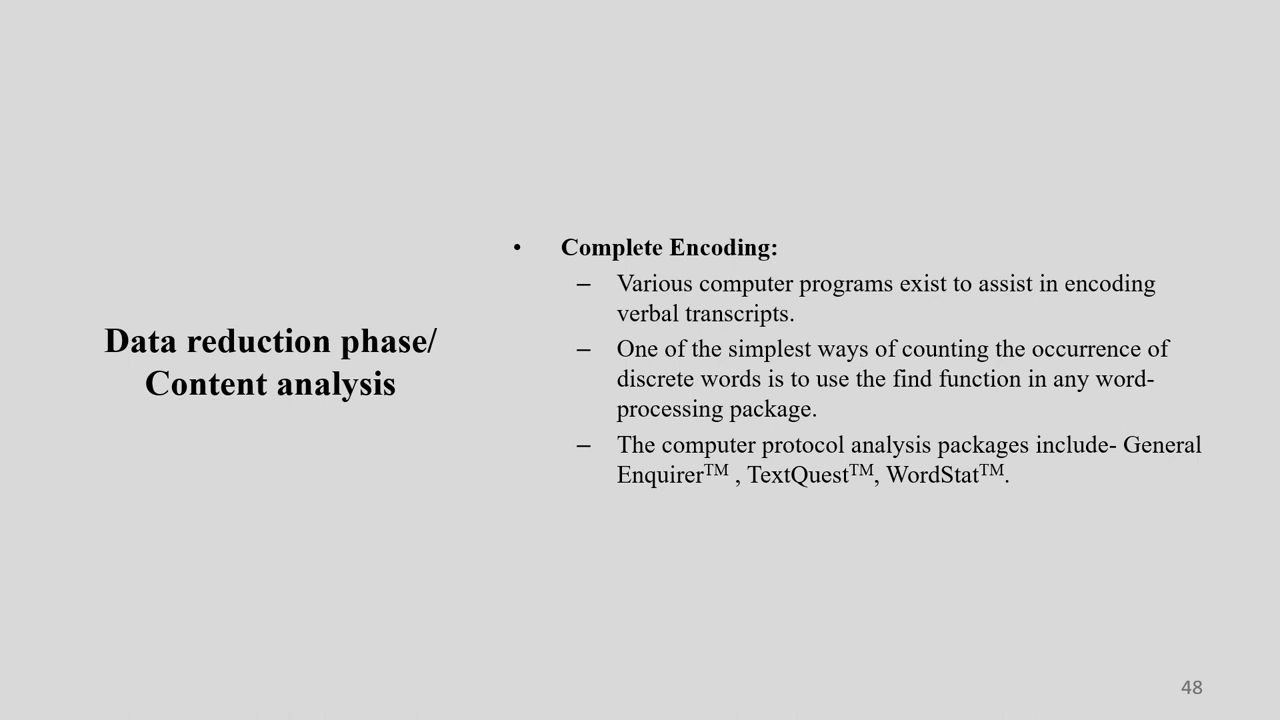 Data reduction phase/
Content analysis
• Complete Encoding:
– Various computer programs exist to assist in encoding
verbal transcripts.
– One of the simplest ways of counting the occurrence of
discrete words is to use the find function in any word-
processing package.
– The computer protocol analysis packages include- General
Enquirer™ , TextQuest™, WordStat™.
48